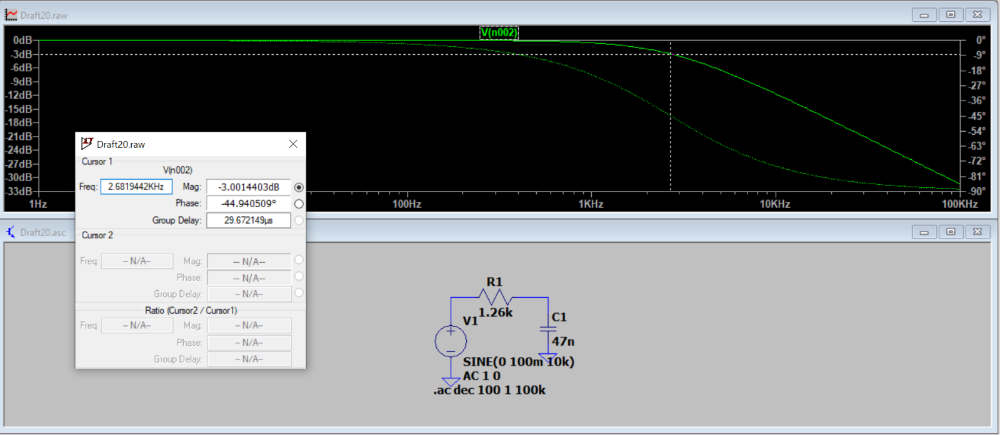 Draft20.raw
V(n002)
0dB
-3dB
-6dB
-9dB
-12dB
-15dB
-18dB
-21dB
-24dB
-27dB
-30dB
-33dB
0°
-9°
-18°
-27°
-36°
-45°
-54°
-63°
-72°
-81°
-90°
1Hz
100Hz
1KHz
10KHz
100KHz
Draft20.raw
Cursor 1
V(n002)
Freq: 2.6819442KHz Mag: -3.0014403dB
Phase: -44.940509°
Group Delay: 29.672149µs
Cursor 2
Freq: -- N/A-- Mag: -- N/A--
Phase: -- N/A--
Group Delay: -- N/A--
Ratio (Cursor2 / Cursor1)
Freq: -- N/A-- Mag: -- N/A--
Phase: -- N/A--
Group Delay: -- N/A--
Draft20.asc
R1
1.26k
V1
C1
47n
SINE(0 100m 10k)
AC 1 0
.ac dec 100 1 100k